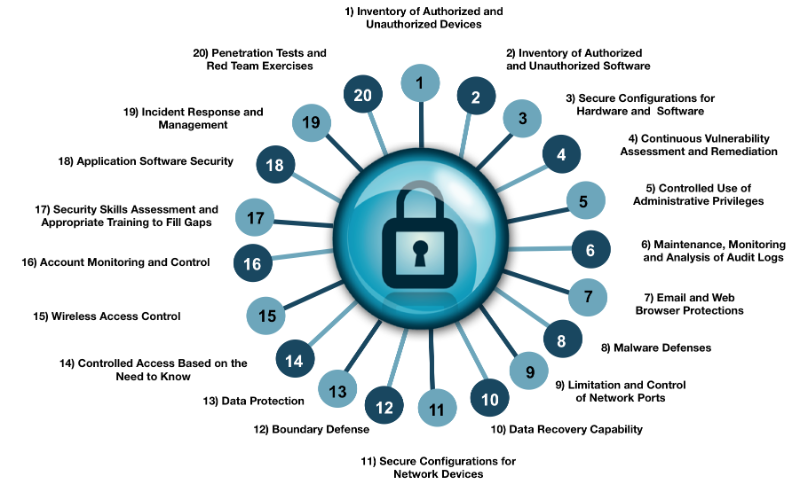 1) Inventory of Authorized and
Unauthorized Devices
2) Inventory of Authorized
and Unauthorized Software
3) Secure Configurations for
Hardware and Software
4) Continuous Vulnerability
Assessment and Remediation
5) Controlled Use of
Administrative Privileges
6) Maintenance, Monitoring
and Analysis of Audit Logs
7) Email and Web
Browser Protections
8) Malware Defenses
9) Limitation and Control
of Network Ports
10) Data Recovery Capability
11) Secure Configurations for
Network Devices
12) Boundary Defense
13) Data Protection
14) Controlled Access Based on the
Need to Know
15) Wireless Access Control
16) Account Monitoring and Control
17) Security Skills Assessment and
Appropriate Training to Fill Gaps
18) Application Software Security
19) Incident Response and
Management
20) Penetration Tests and
Red Team Exercises
1
2
3
4
5
6
7
8
9
10
11
12
13
14
15
16
17
18
19
20